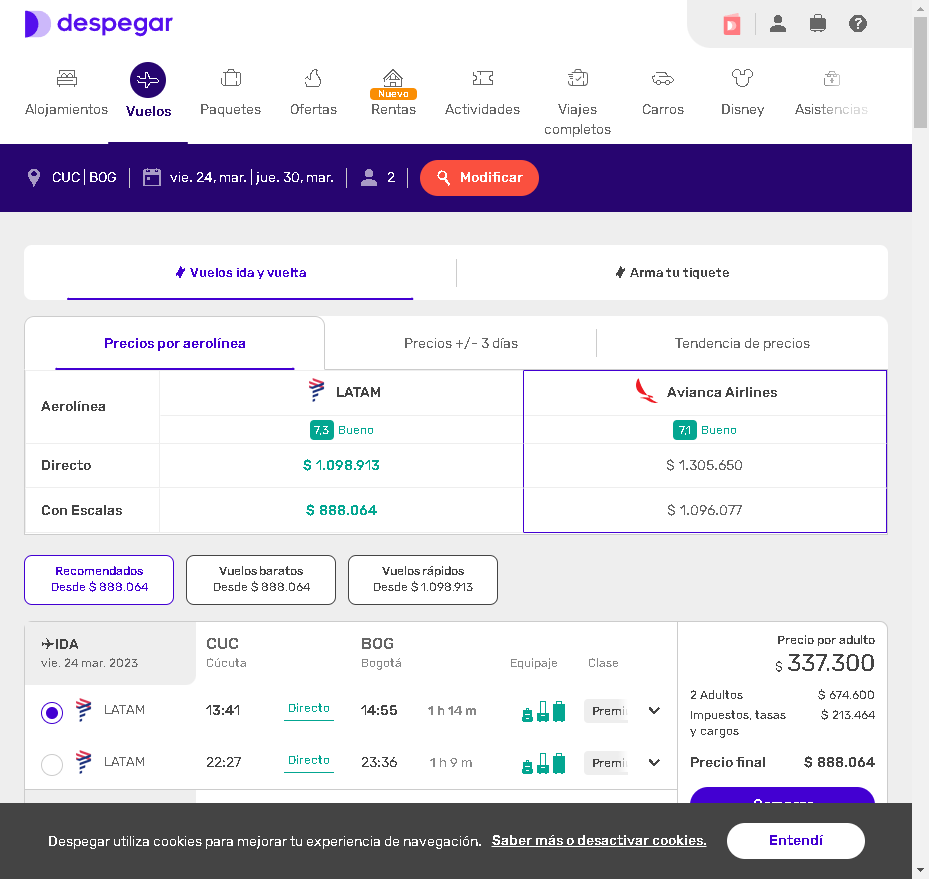 despegar
Alojamientos
Vuelos
Paquetes
Ofertas
Nuevo
Rentas
Actividades
Viajes
completos
Carros
Disney
Asistencias
CUC | BOG
vie. 24, mar. | jue. 30, mar.
2
Modificar
Vuelos ida y vuelta
Arma tu tiquete
Precios por aerolínea
Precios +/- 3 días
Tendencia de precios
Aerolínea
LATAM
Avianca Airlines
7,3 Bueno
7,1 Bueno
Directo
$ 1.098.913
$ 1.305.650
Con Escalas
$ 888.064
$ 1.096.077
Recomendados
Desde $ 888.064
Vuelos baratos
Desde $ 888.064
Vuelos rápidos
Desde $ 1.098.913
IDA
vie. 24 mar. 2023
CUC
Cúcuta
BOG
Bogotá
Equipaje
Clase
LATAM
13:41
Directo
14:55
1 h 14 m
Premi
LATAM
22:27
Directo
23:36
1 h 9 m
Premi
Precio por adulto
$ 337.300
2 Adultos
$ 674.600
Impuestos, tasas
y cargos
$ 213.464
Precio final
$ 888.064
Despegar utiliza cookies para mejorar tu experiencia de navegación.
Saber más o desactivar cookies.
Entendí